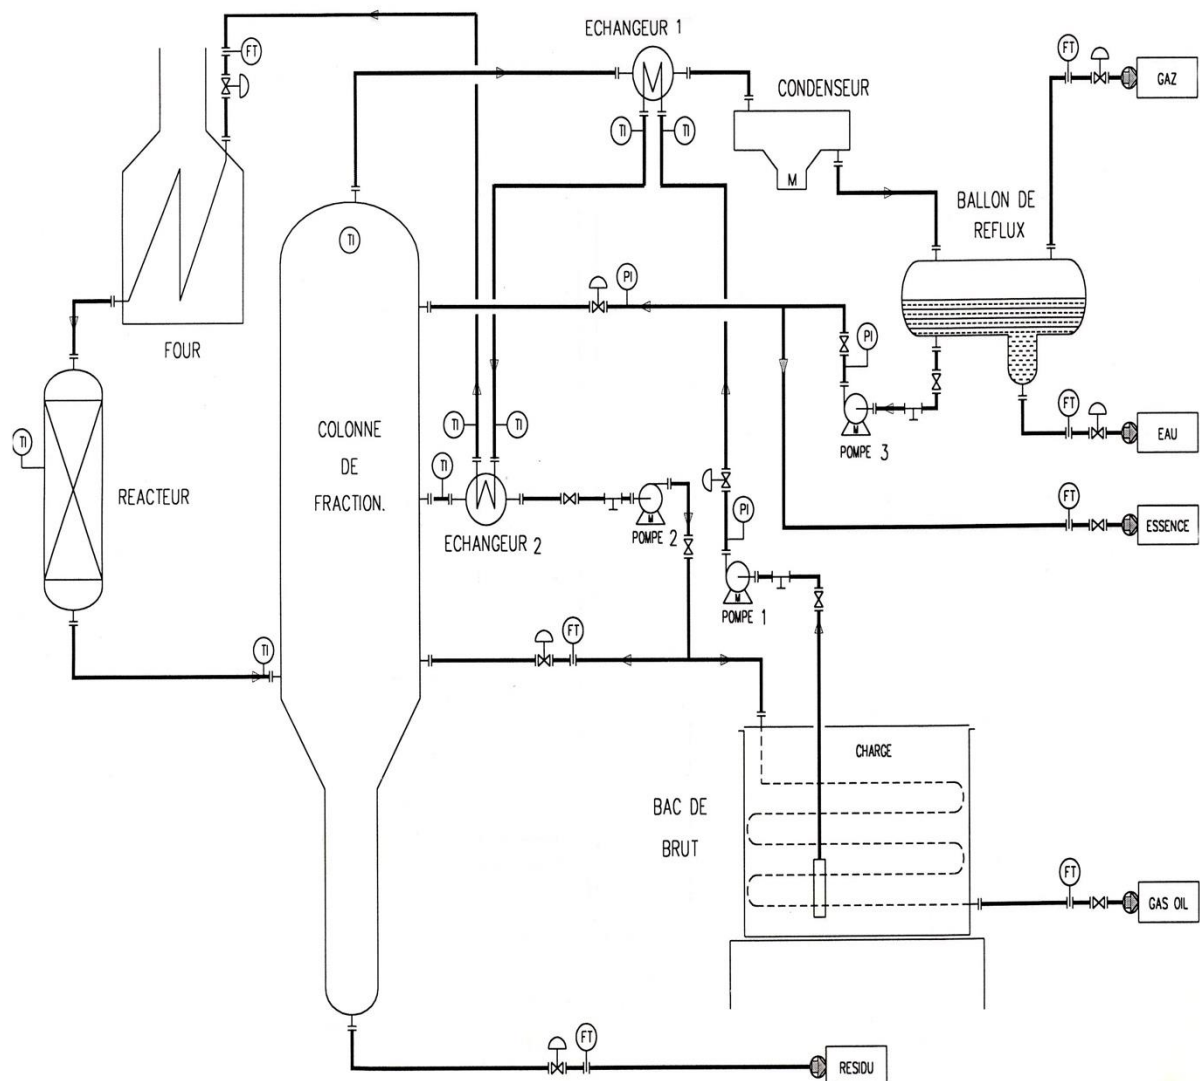 ECHANGEUR 1
FT
FT
GAZ
CONDENSEUR
TI
TI
M
BALLON DE
REFLUX
TI
PI
FOUR
PI
TI
TI
FT
EAU
M
POMPE 3
COLONNE
DE
FRACTION.
TI
TI
REACTEUR
M
POMPE 2
FT
ESSENCE
PI
ECHANGEUR 2
M
POMPE 1
FT
TI
CHARGE
BAC DE
BRUT
FT
GAS OIL
FT
RESIDU